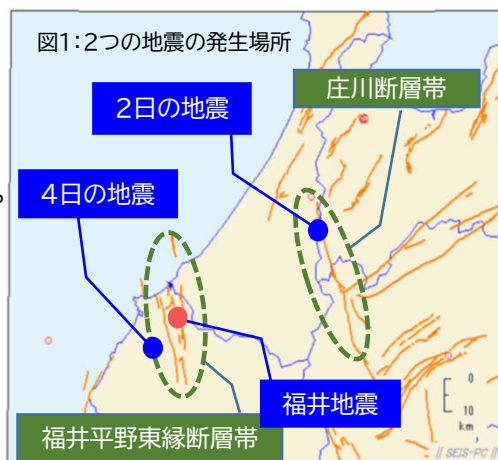 図1：2つの地震の発生場所
庄川断層帯
2日の地震
4日の地震
福井地震
福井平野東縁断層帯
0
10
km
// SEIS-PC //